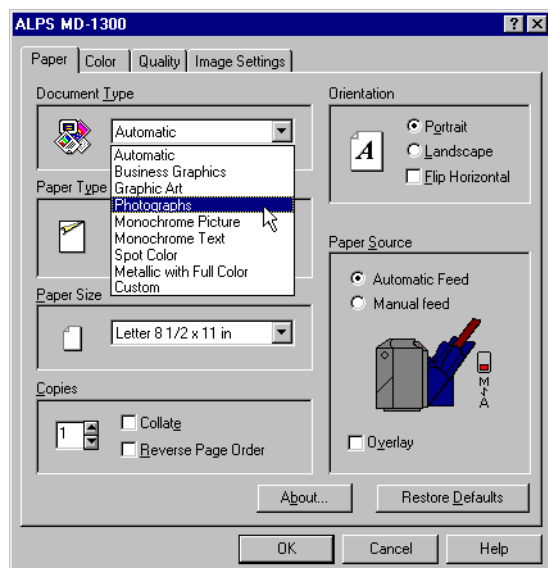 ALPS MD-1300
Paper Color Quality Image Settings
Document Type
Automatic
Automatic
Business Graphics
Graphic Art
Photographs
Monochrome Picture
Monochrome Text
Spot Color
Metallic with Full Color
Custom
Paper Type
Paper Size
Letter 8 1/2 x 11 in
Copies
1
Collate
Reverse Page Order
Orientation
A
Portrait
Landscape
Flip Horizontal
Paper Source
Automatic Feed
Manual feed
M
A
Overlay
About... Restore Defaults
OK Cancel Help